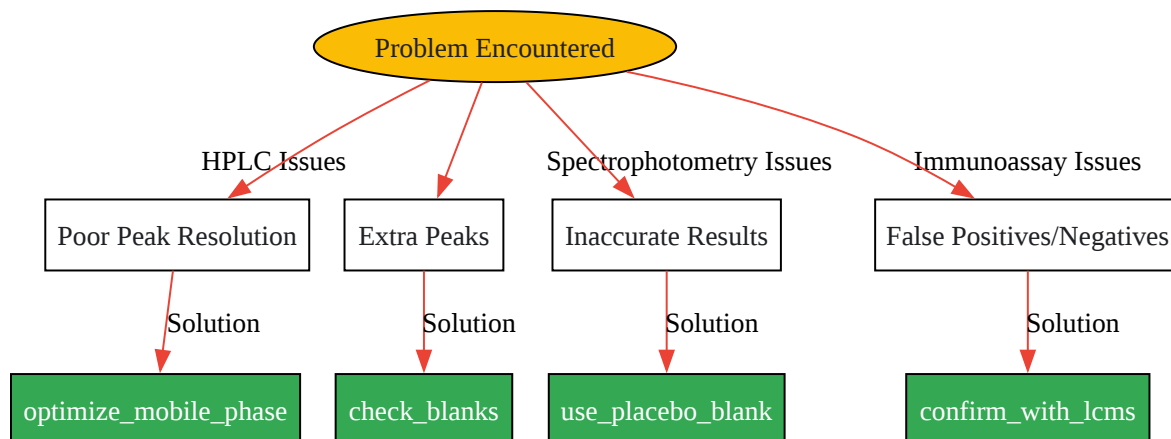 Problem Encountered
HPLC Issues
Spectrophotometry Issues
Immunoassay Issues
Poor Peak Resolution
Extra Peaks
Inaccurate Results
False Positives/Negatives
Solution
Solution
Solution
Solution
optimize_mobile_phase
check_blanks
use_placebo_blank
confirm_with_lcms